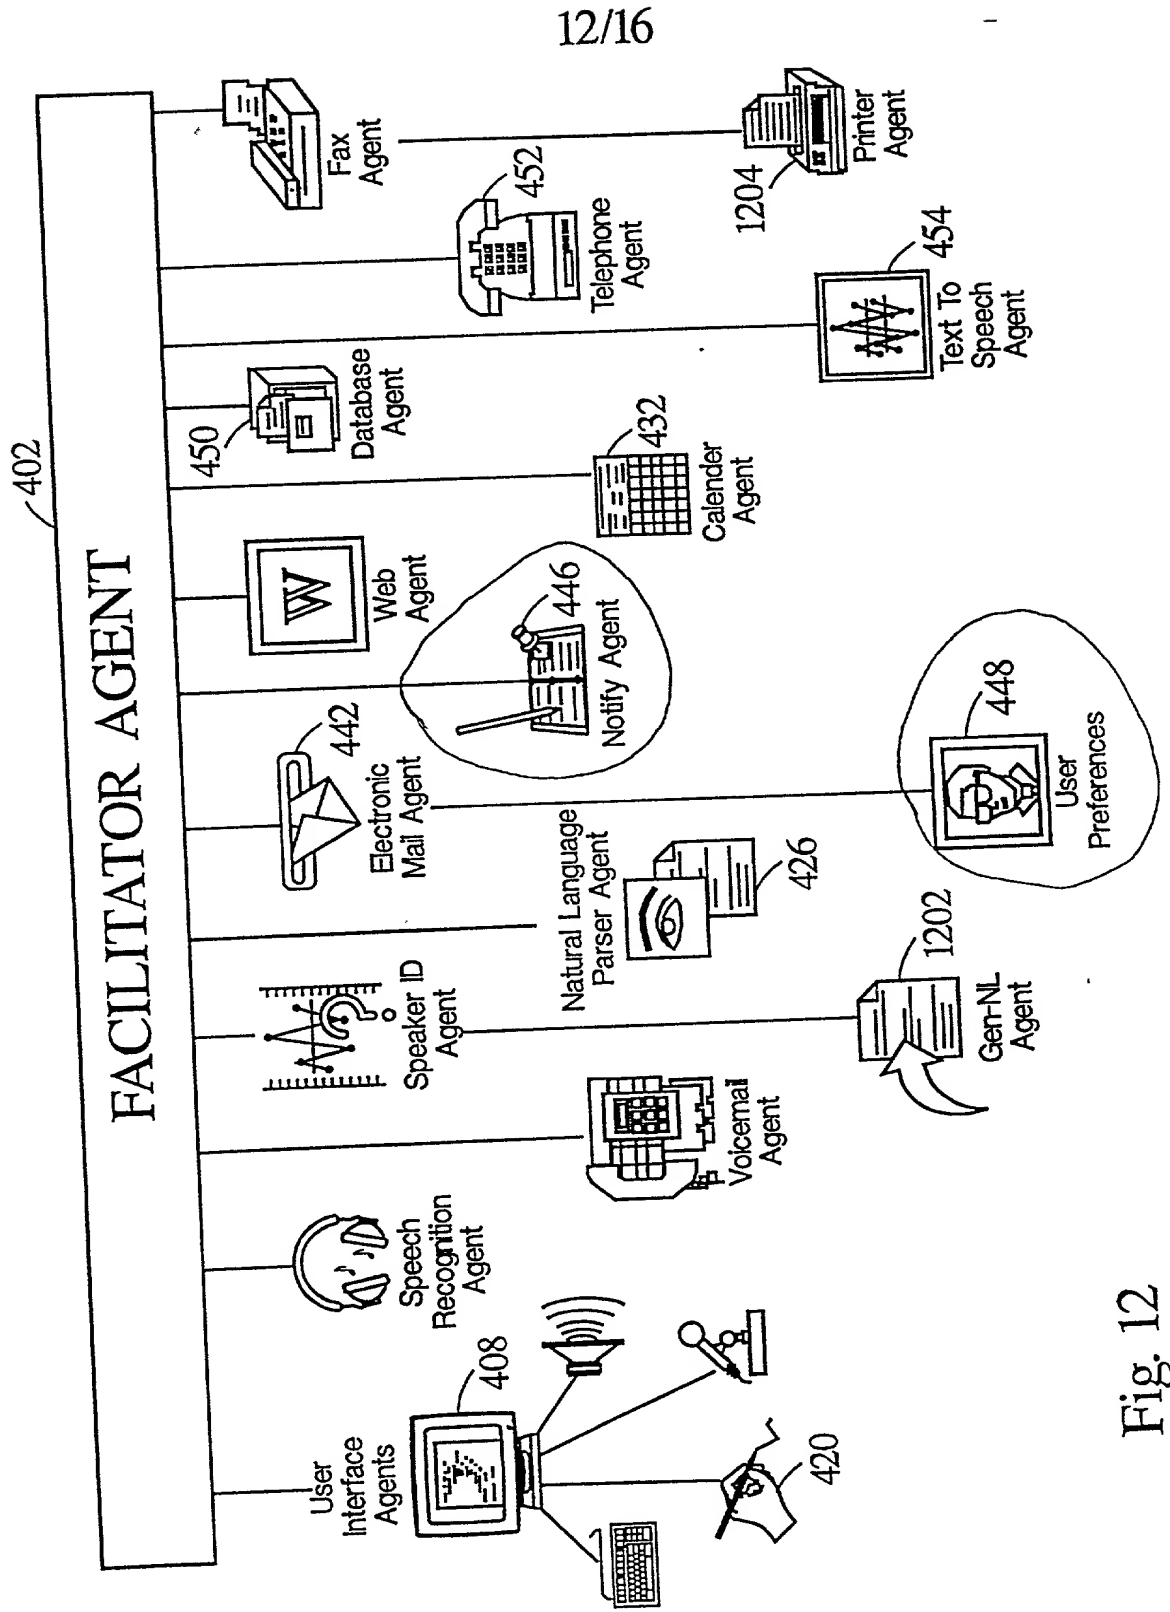 12/16
402
FACILITATOR AGENT
User
Interface
Agents
408
420
Speech
Recognition
Agent
Voicemail
Agent
Speaker ID
Agent
Gen-NL
Agent
1202
Natural Language
Parser Agent
426
Electronic
Mail Agent
442
User
Preferences
448
Notify Agent
446
W
Web
Agent
Calender
Agent
432
Database
Agent
450
Text To
Speech
Agent
454
Telephone
Agent
452
Fax
Agent
Printer
Agent
1204
Fig. 12